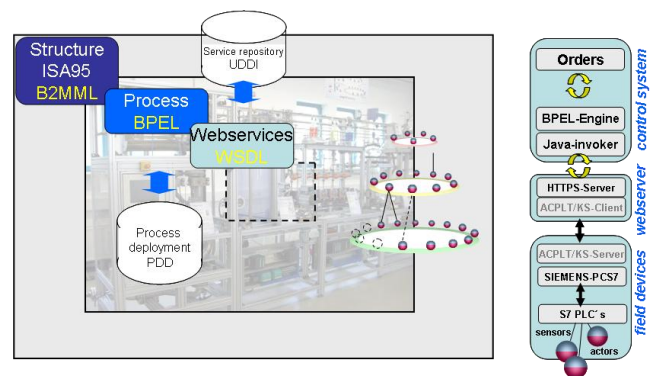 Structure
ISA95
B2MML
Process
BPEL
Service repository
UDDI
Webservices
WSDL
Process
deployment
PDD
Orders
BPEL-Engine
Java-invoker
control system
HTTPS-Server
ACPLT/KS-Client
webserver
ACPLT/KS-Server
SIEMENS-PCS7
S7 PLC´s
sensors
actors
field devices